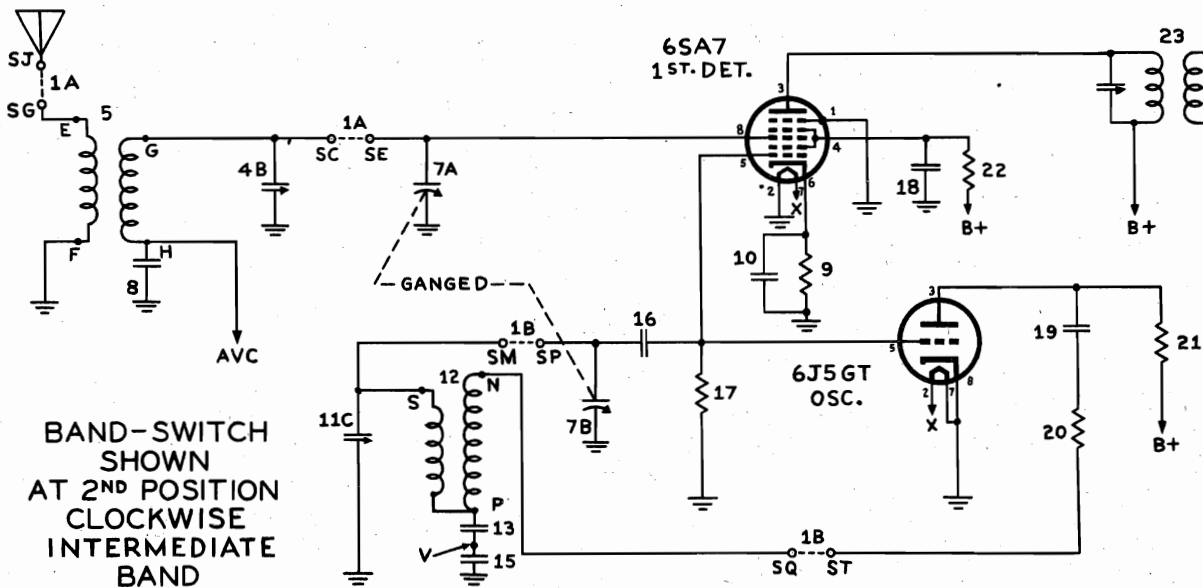 SJ
1A
SG
E
5
F
G
H
8
AVC
4B
1A
SC
SE
7A
GANGED
6SA7
1ST. DET.
3
1
8
4
5
6
2
7
X
10
9
18
22
B+
23
B+
1B
SM
SP
16
17
7B
11C
S
12
N
P
13
V
15
6J5GT
OSC.
3
5
2
7
8
X
19
20
21
B+
1B
SQ
ST
BAND-SWITCH
SHOWN
AT 2ND POSITION
CLOCKWISE
INTERMEDIATE
BAND